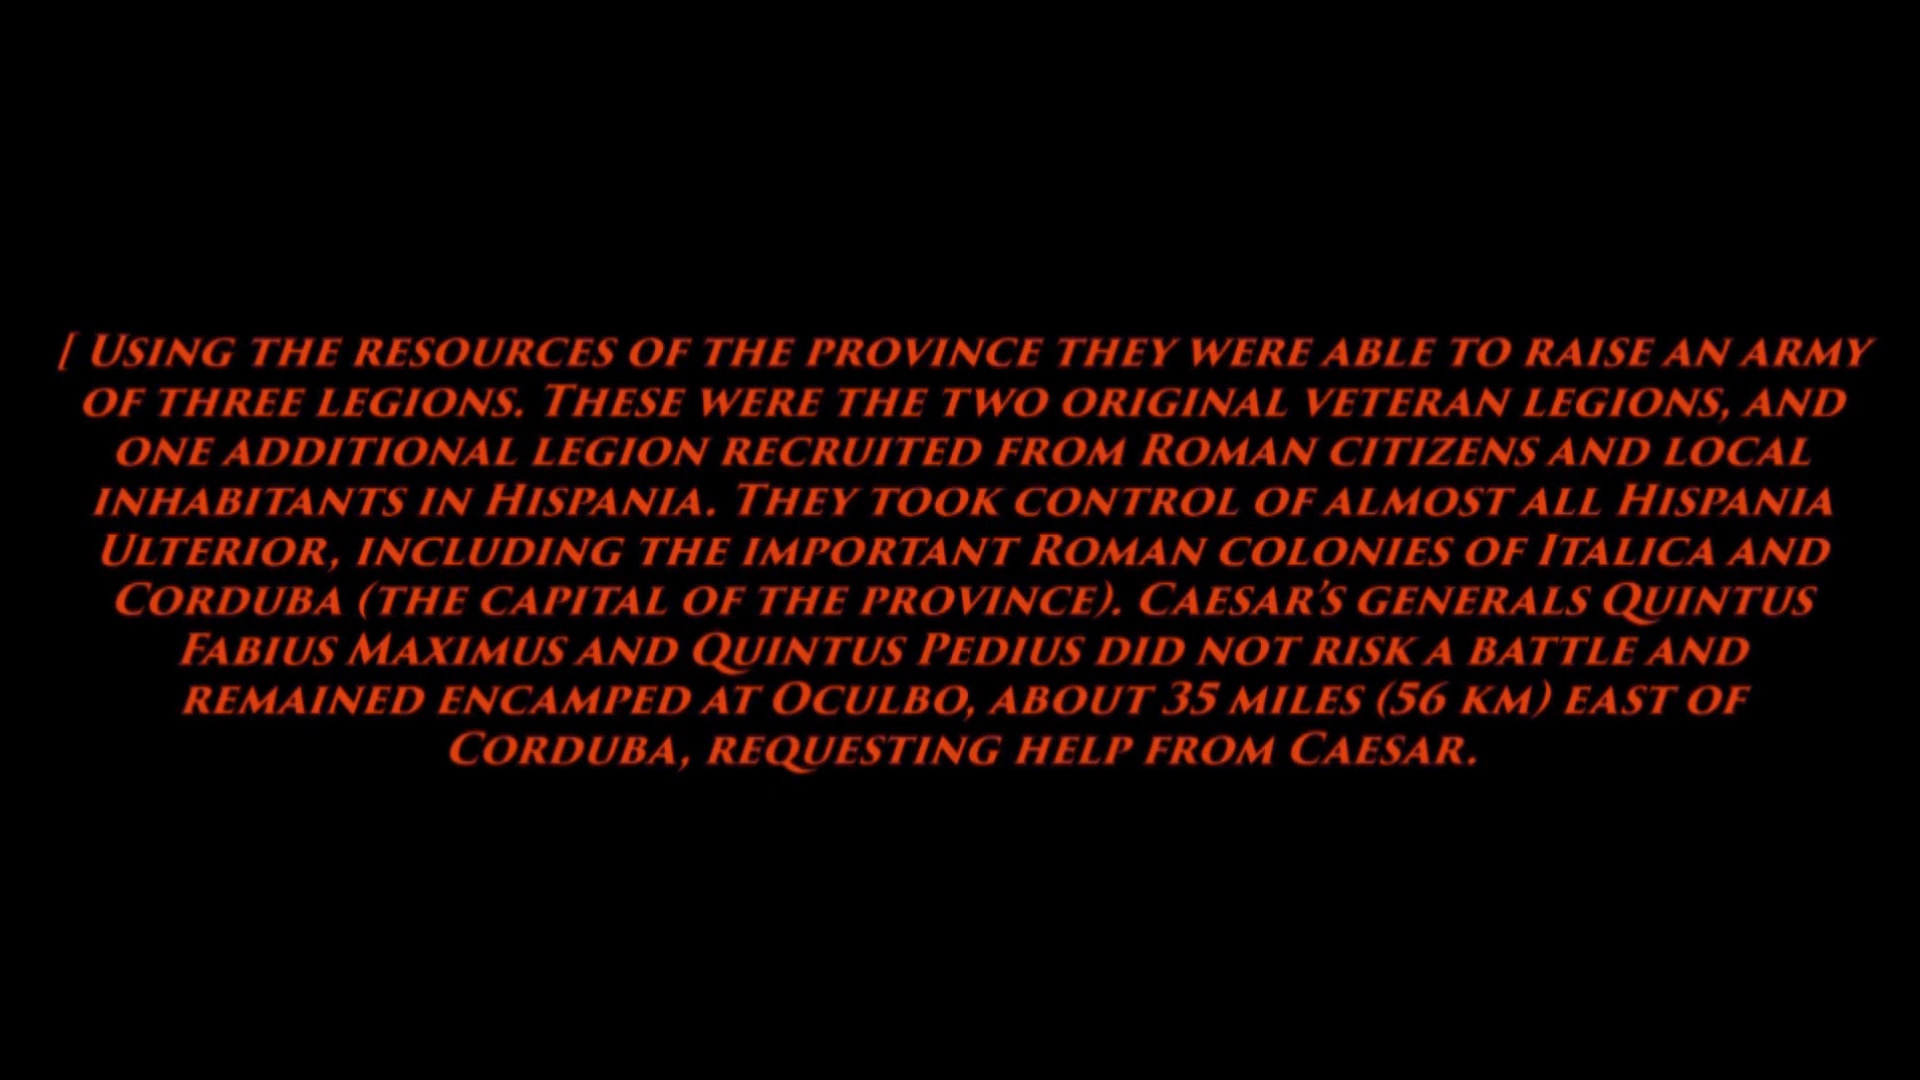 [ Using the resources of the province they were able to raise an army
of three legions. These were the two original veteran legions, and
one additional legion recruited from Roman citizens and local
inhabitants in Hispania. They took control of almost all Hispania
Ulterior, including the important Roman colonies of Italica and
Corduba (the capital of the province). Caesar’s generals Quintus
Fabius Maximus and Quintus Pedius did not risk a battle and
remained encamped at Oculbo, about 35 miles (56 km) east of
Corduba, requesting help from Caesar.